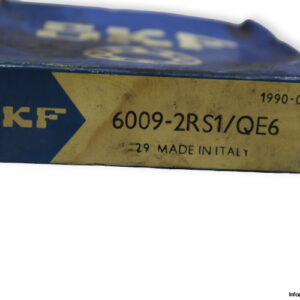 SKF
1990-0
KF
6009-2RS1/QE6
29 MADE IN ITALY